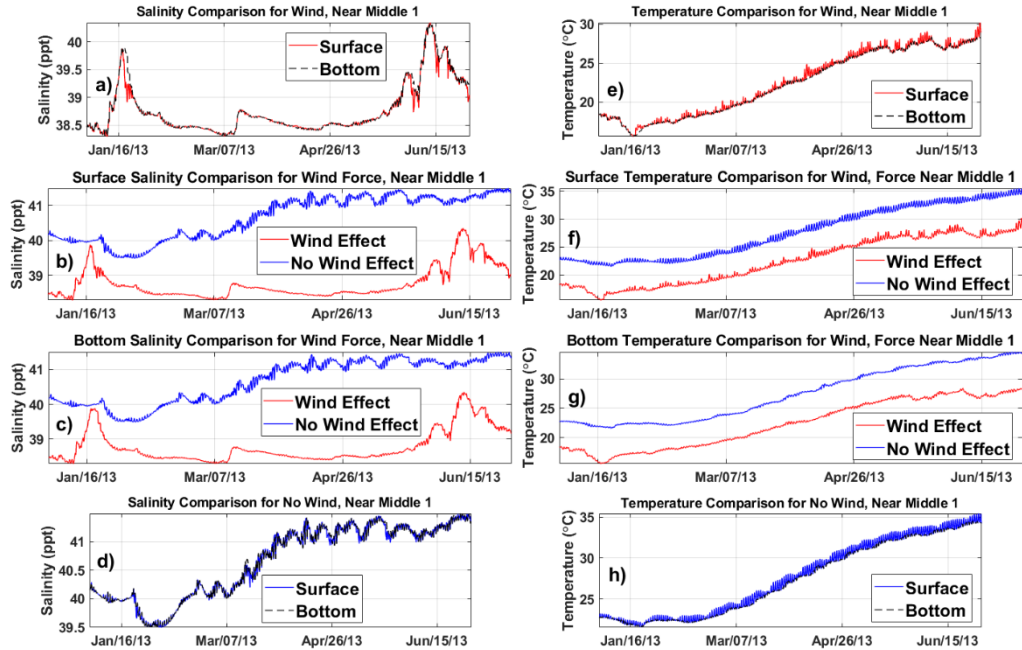 Salinity Comparison for Wind, Near Middle 1
Salinity (ppt)
40
39.5
39
38.5
a)
Surface
Bottom
Jan/16/13
Mar/07/13
Apr/26/13
Jun/15/13
Temperature Comparison for Wind, Near Middle 1
Temperature (°C)
30
20
e)
Surface
Bottom
Jan/16/13
Mar/07/13
Apr/26/13
Jun/15/13
Surface Salinity Comparison for Wind Force, Near Middle 1
Salinity (ppt)
41
40
39
b)
Wind Effect
No Wind Effect
Jan/16/13
Mar/07/13
Apr/26/13
Jun/15/13
Surface Temperature Comparison for Wind, Force Near Middle 1
Temperature (°C)
35
30
25
20
15
f)
Wind Effect
No Wind Effect
Jan/16/13
Mar/07/13
Apr/26/13
Jun/15/13
Bottom Salinity Comparison for Wind Force, Near Middle 1
Salinity (ppt)
41
40
39
c)
Wind Effect
No Wind Effect
Jan/16/13
Mar/07/13
Apr/26/13
Jun/15/13
Bottom Temperature Comparison for Wind, Force Near Middle 1
Temperature (°C)
30
25
20
g)
Wind Effect
No Wind Effect
Jan/16/13
Mar/07/13
Apr/26/13
Jun/15/13
Salinity Comparison for No Wind, Near Middle 1
Salinity (ppt)
41
40.5
40
39.5
d)
Surface
Bottom
Jan/16/13
Mar/07/13
Apr/26/13
Jun/15/13
Temperature Comparison for No Wind, Near Middle 1
Temperature (°C)
35
30
25
h)
Surface
Bottom
Jan/16/13
Mar/07/13
Apr/26/13
Jun/15/13